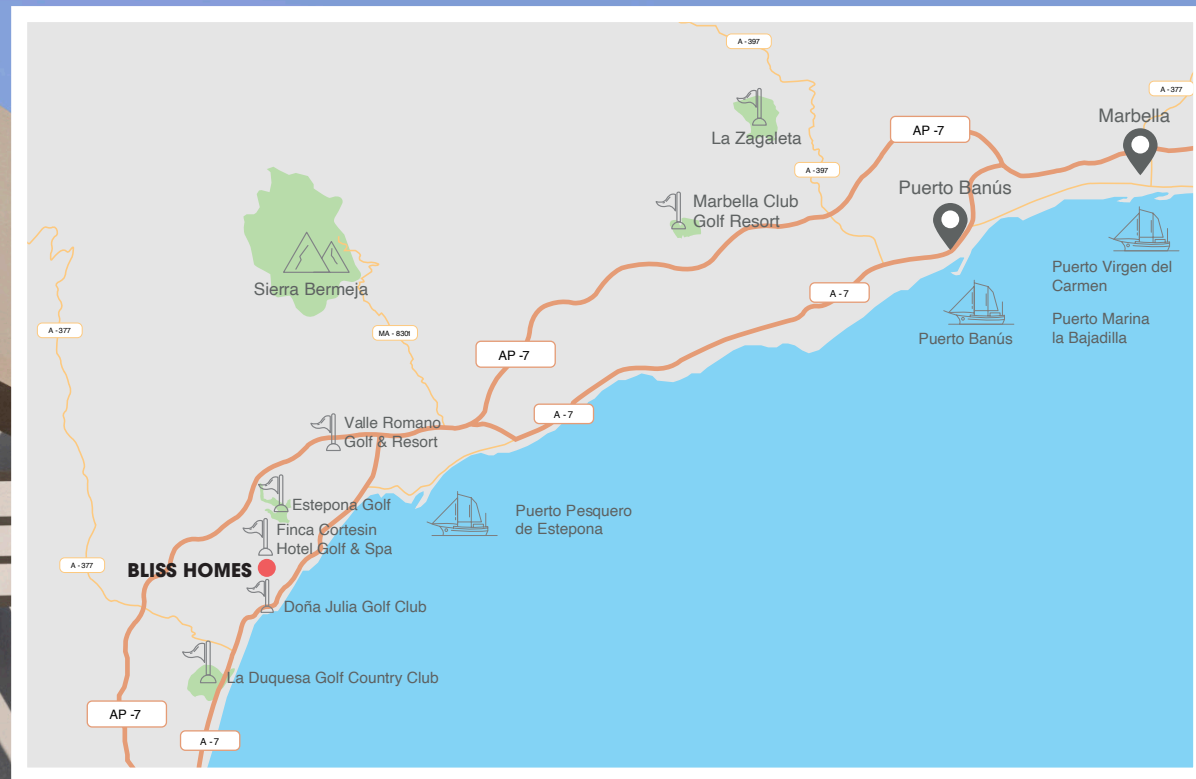 A - 397
A - 377
Marbella
La Zagaleta
AP -7
A - 397
Puerto Banús
Marbella Club
Golf Resort
Puerto Virgen del
Carmen
Sierra Bermeja
A - 7
Puerto Marina
la Bajadilla
A - 377
MA - 8301
Puerto Banús
AP -7
A - 7
Valle Romano
Golf & Resort
Estepona Golf
Puerto Pesquero
de Estepona
Finca Cortesin
Hotel Golf & Spa
A - 377
BLISS HOMES
Doña Julia Golf Club
La Duquesa Golf Country Club
AP -7
A - 7